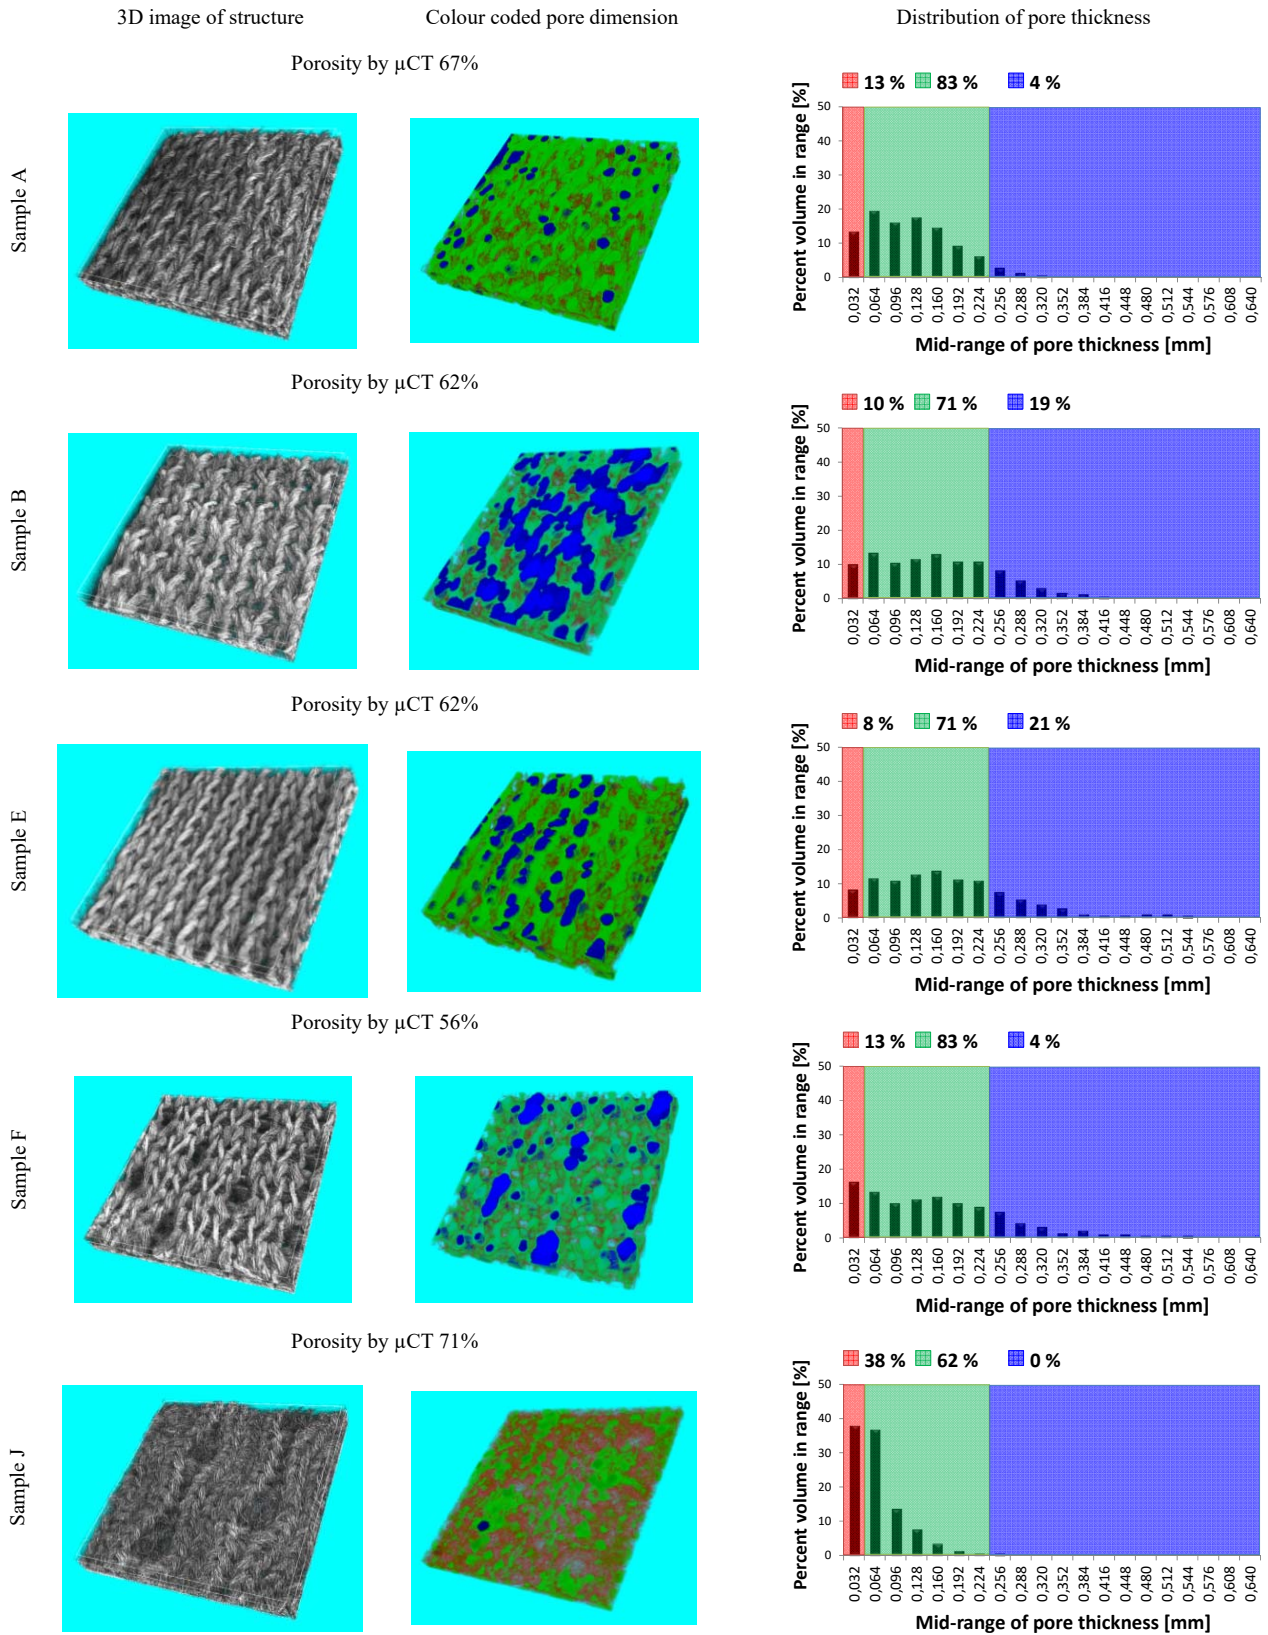 3D image of structure Colour coded pore dimension Distribution of pore thickness
Porosity by µCT 67%
Sample A
13 % 83 % 4 %
Percent volume in range [%]
50
40
30
20
10
0
0,032 0,064 0,096 0,128 0,160 0,192 0,224 0,256 0,288 0,320 0,352 0,384 0,416 0,448 0,480 0,512 0,544 0,576 0,608 0,640
Mid-range of pore thickness [mm]
Porosity by µCT 62%
Sample B
10 % 71 % 19 %
Percent volume in range [%]
50
40
30
20
10
0
0,032 0,064 0,096 0,128 0,160 0,192 0,224 0,256 0,288 0,320 0,352 0,384 0,416 0,448 0,480 0,512 0,544 0,576 0,608 0,640
Mid-range of pore thickness [mm]
Porosity by µCT 62%
Sample E
8 % 71 % 21 %
Percent volume in range [%]
50
40
30
20
10
0
0,032 0,064 0,096 0,128 0,160 0,192 0,224 0,256 0,288 0,320 0,352 0,384 0,416 0,448 0,480 0,512 0,544 0,576 0,608 0,640
Mid-range of pore thickness [mm]
Porosity by µCT 56%
Sample F
13 % 83 % 4 %
Percent volume in range [%]
50
40
30
20
10
0
0,032 0,064 0,096 0,128 0,160 0,192 0,224 0,256 0,288 0,320 0,352 0,384 0,416 0,448 0,480 0,512 0,544 0,576 0,608 0,640
Mid-range of pore thickness [mm]
Porosity by µCT 71%
Sample J
38 % 62 % 0 %
Percent volume in range [%]
50
40
30
20
10
0
0,032 0,064 0,096 0,128 0,160 0,192 0,224 0,256 0,288 0,320 0,352 0,384 0,416 0,448 0,480 0,512 0,544 0,576 0,608 0,640
Mid-range of pore thickness [mm]